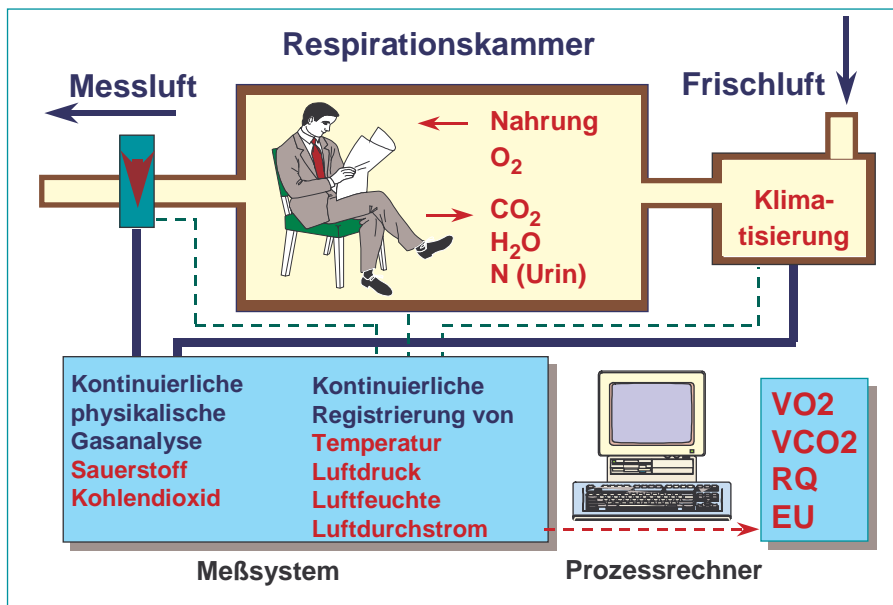 Respirationskammer
Messluft
Frischluft
Nahrung
O2
CO2
H2O
N (Urin)
Klima-
tisierung
Kontinuierliche
physikalische
Gasanalyse
Sauerstoff
Kohlendioxid
Kontinuierliche
Registrierung von
Temperatur
Luftdruck
Luftfeuchte
Luftdurchstrom
VO2
VCO2
RQ
EU
Meßsystem
Prozessrechner